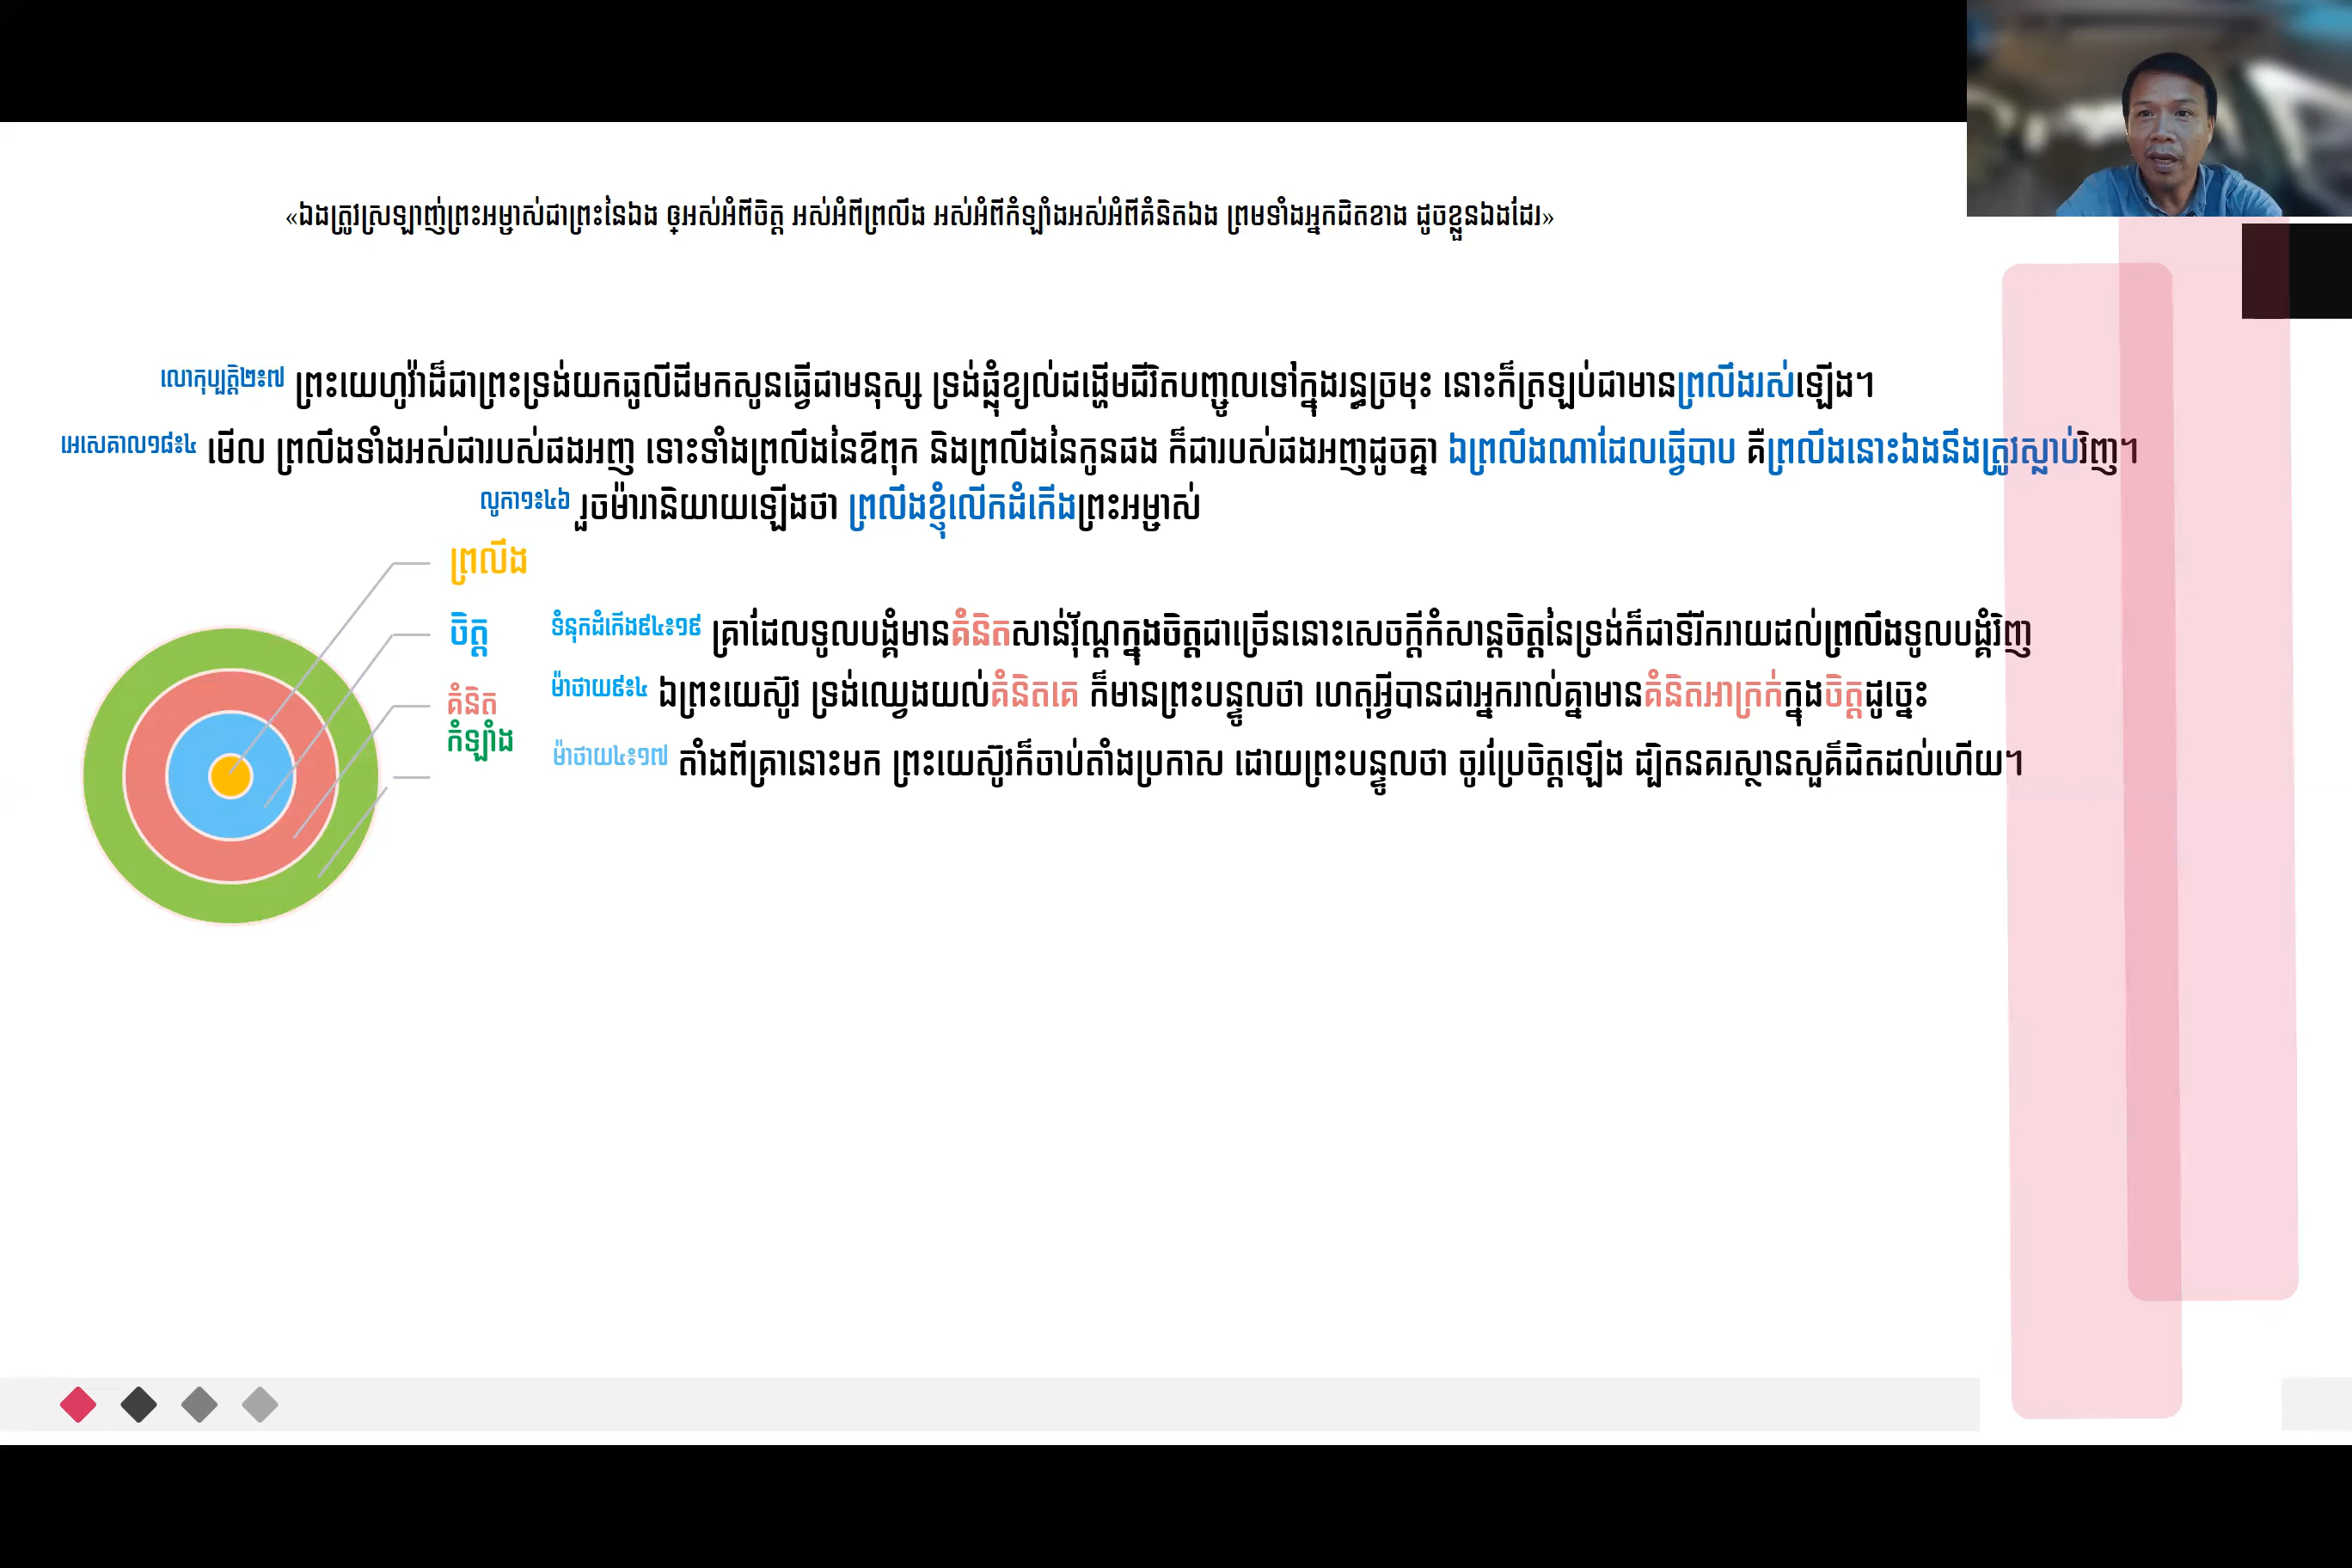 «ឯងត្រូវស្រឡាញ់ព្រះអម្ចាស់ជាព្រះនៃឯង ឲ្យអស់អំពីចិត្ត អស់អំពីព្រលឹង អស់អំពីកំឡាំងអស់អំពីគំនិតឯង ព្រមទាំងអ្នកជិតខាង ដូចខ្លួនឯងដែរ»
លោកុប្បត្តិ២៖៧ ព្រះយេហូវ៉ាដ៏ជាព្រះទ្រង់យកធូលីដីមកសូនធ្វើជាមនុស្ស ទ្រង់ផ្លុំខ្យល់ដង្ហើមជីវិតបញ្ចូលទៅក្នុងរន្ធច្រមុះ នោះក៏ត្រឡប់ជាមានព្រលឹងរស់ឡើង។
អេសេគាល១៨៖៤ មើល ព្រលឹងទាំងអស់ជារបស់ផងអញ ទោះទាំងព្រលឹងនៃឪពុក និងព្រលឹងនៃកូនផង ក៏ជារបស់ផងអញដូចគ្នា ឯព្រលឹងណាដែលធ្វើបាប គឺព្រលឹងនោះឯងនឹងត្រូវស្លាប់វិញ។
លូកា១៖៤៦ រួចម៉ារានិយាយឡើងថា ព្រលឹងខ្ញុំលើកដំកើងព្រះអម្ចាស់
ព្រលឹង
ចិត្ត ទំនុកដំកើង៩៤៖១៩ គ្រាដែលទូលបង្គំមានគំនិតសាន់វ៉ុណ្ឌក្នុងចិត្តជាច្រើននោះសេចក្ដីកំសាន្តចិត្តនៃទ្រង់ក៏ជាទីរីករាយដល់ព្រលឹងទូលបង្គំវិញ
គំនិត ម៉ាថាយ៩៖៤ ឯព្រះយេស៊ូវ ទ្រង់ឈ្វេងយល់គំនិតគេ ក៏មានព្រះបន្ទូលថា ហេតុអ្វីបានជាអ្នករាល់គ្នាមានគំនិតអាក្រក់ក្នុងចិត្តដូច្នេះ
កំឡាំង ម៉ាថាយ៤៖១៧ តាំងពីគ្រានោះមក ព្រះយេស៊ូវក៏ចាប់តាំងប្រកាស ដោយព្រះបន្ទូលថា ចូរប្រែចិត្តឡើង ដ្បិតនគរស្ថានសួគ៌ជិតដល់ហើយ។